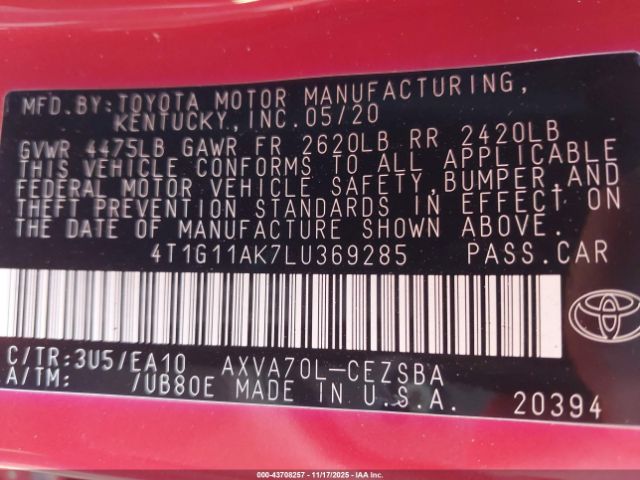 MFD.BY:TOYOTA MOTOR MANUFACTURING,
KENTUCKY,INC.05/20
GVWR 4475LB GAWR FR 2620LB RR 2420LB
THIS VEHICLE CONFORMS TO ALL APPLICABLE
FEDERAL MOTOR VEHICLE SAFETY,BUMPER,AND
THEFT PREVENTION STANDARDS IN EFFECT ON
THE DATE OF MANUFACTURE SHOWN ABOVE.
4T1G11AK7LU369285 PASS.CAR
C/TR:3U5/EA10 AXVA70L-CEZSBA
A/TM: /UB80E MADE IN U.S.A. 20394
TOYOTA
000-43708257 - 11/17/2025 - IAA, INC.